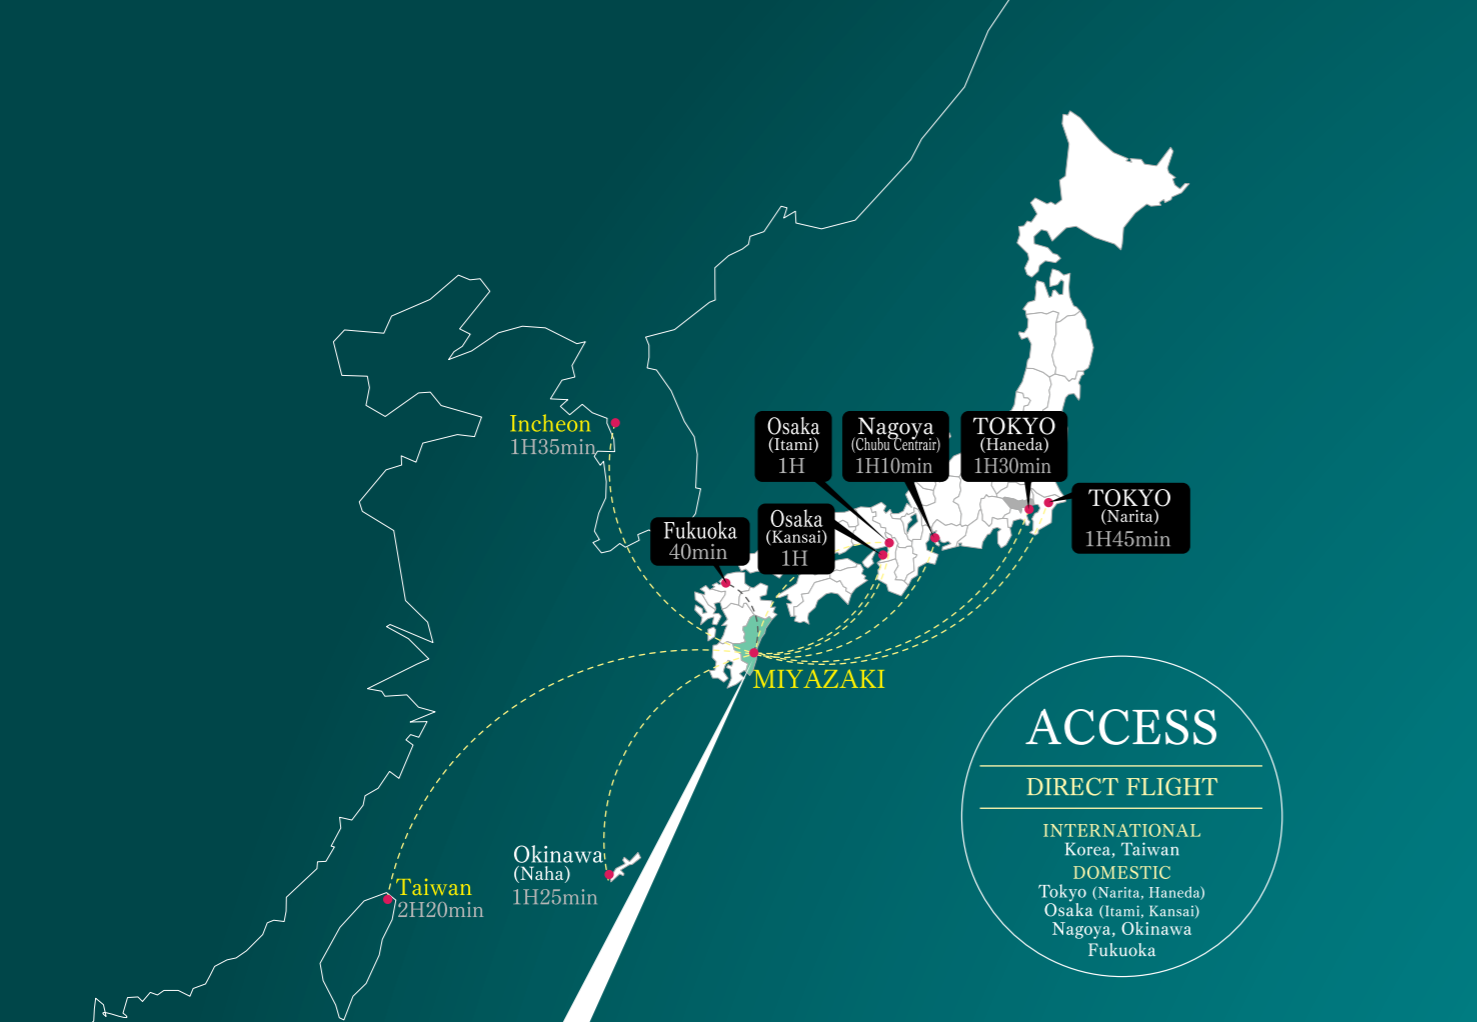 Incheon
1H35min
Osaka
(Itami)
1H
Nagoya
(Chubu Centrair)
1H10min
TOKYO
(Haneda)
1H30min
TOKYO
(Narita)
1H45min
Fukuoka
40min
Osaka
(Kansai)
1H
MIYAZAKI
Okinawa
(Naha)
1H25min
Taiwan
2H20min
ACCESS
DIRECT FLIGHT
INTERNATIONAL
Korea, Taiwan
DOMESTIC
Tokyo (Narita, Haneda)
Osaka (Itami, Kansai)
Nagoya, Okinawa
Fukuoka